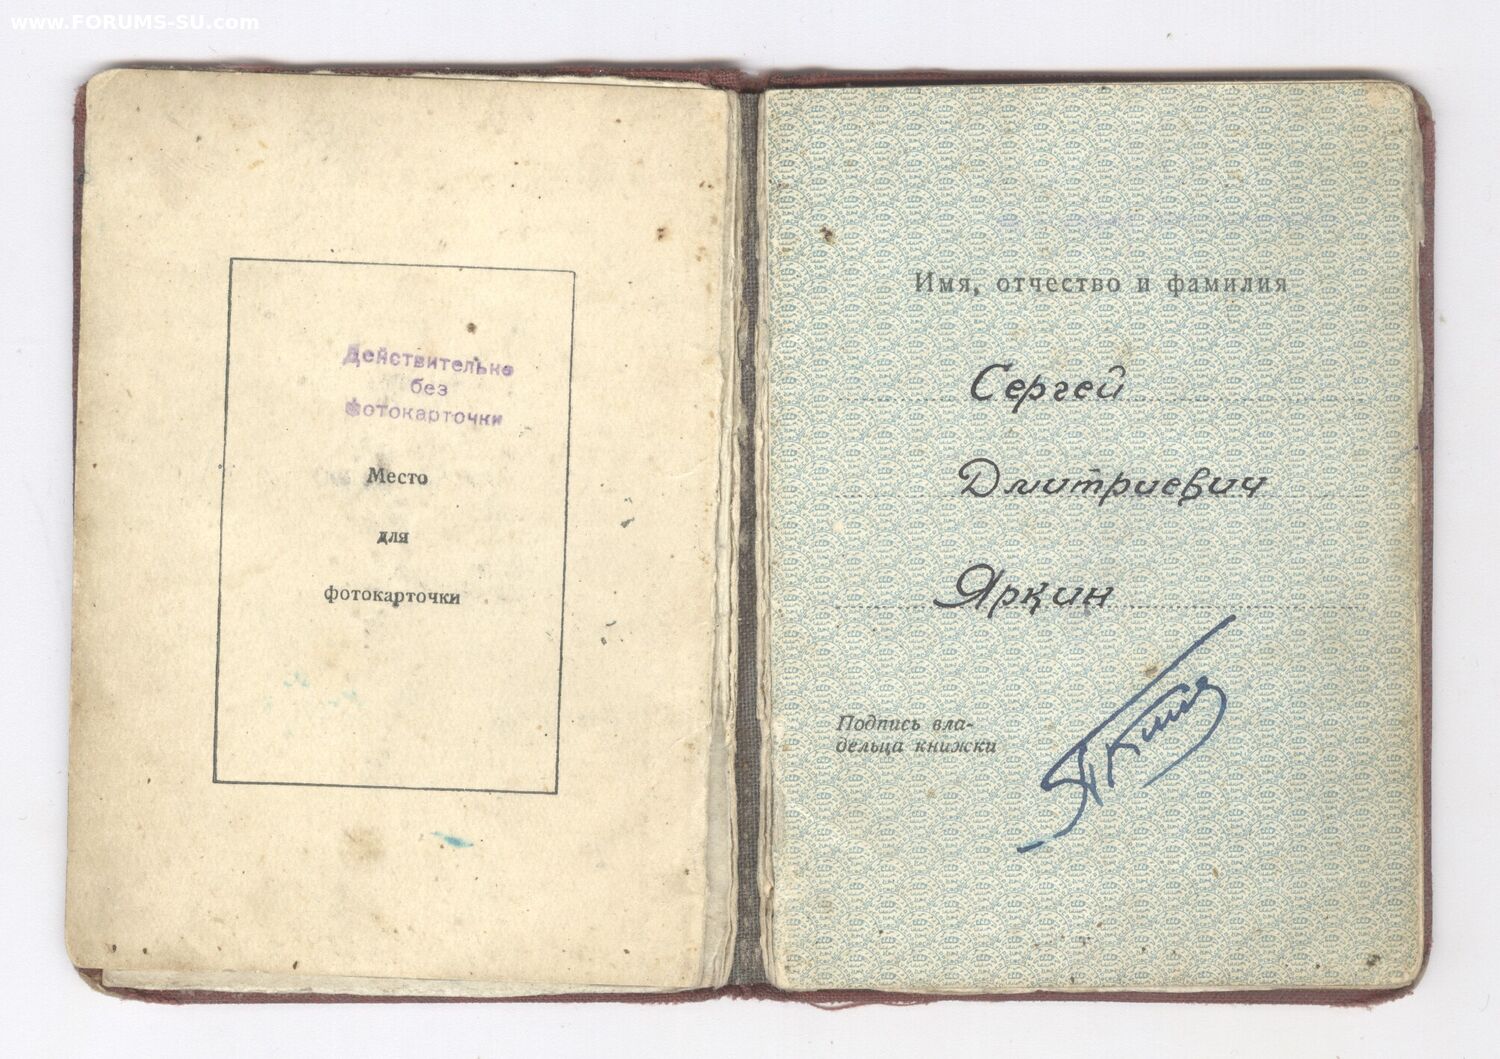 www.FORUMS-SU.com
Действительно
без
фотокарточки
Место
для
фотокарточки
Имя, отчество и фамилия
Сергей
Дмитриевич
Яркин
Подпись вла-
дельца книжки